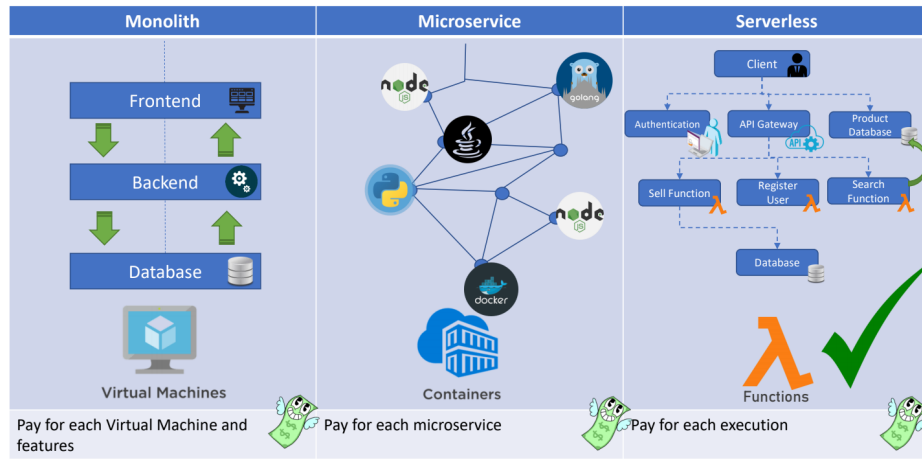 Monolith
Microservice
Serverless
Frontend
Backend
Database
Virtual Machines
node
JS
golang
node
JS
docker
Containers
Client
Authentication
API Gateway
API
Product
Database
Sell Function
Register
User
Search
Function
Database
Functions
Pay for each Virtual Machine and
features
Pay for each microservice
Pay for each execution